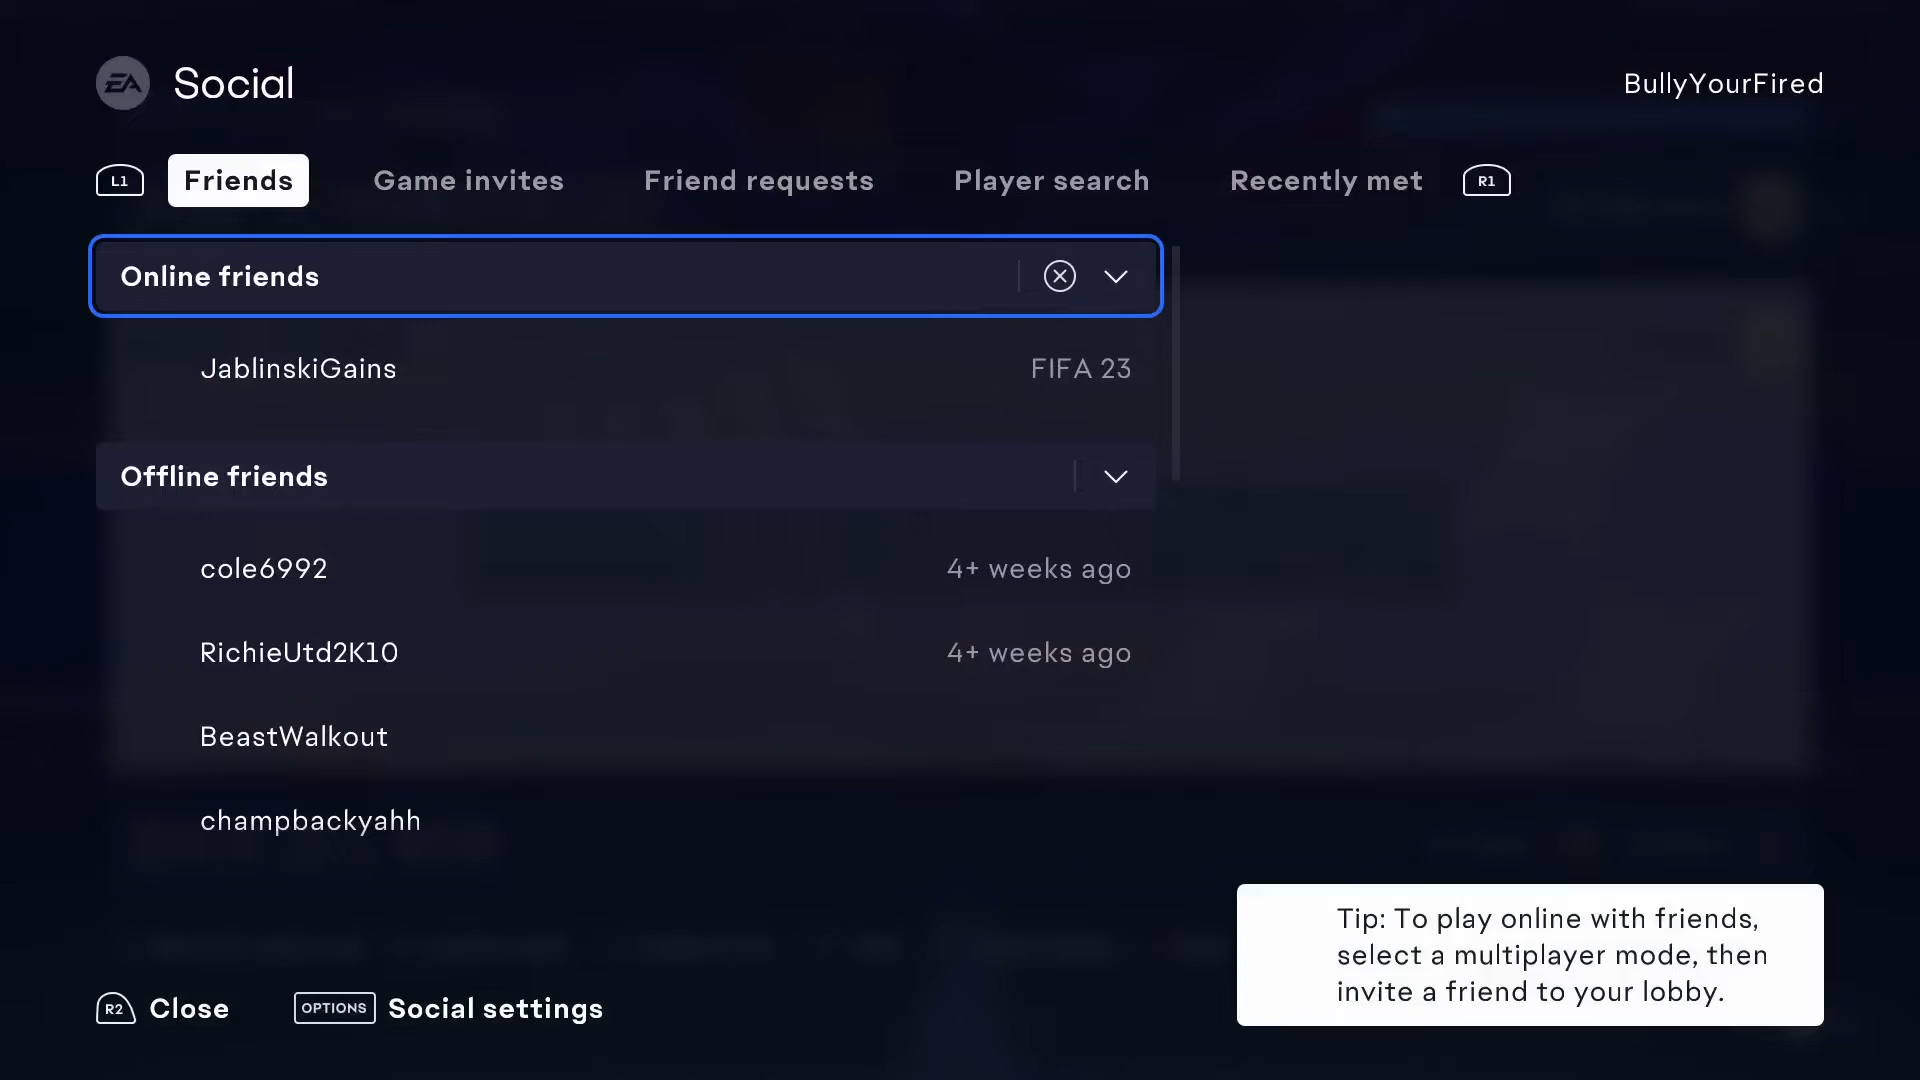 EA Social
BullyYourFired
L1 Friends Game invites Friend requests Player search Recently met R1
Online friends
JablinskiGains FIFA 23
Offline friends
cole6992 4+ weeks ago
RichieUtd2K10 4+ weeks ago
BeastWalkout
champbackyahh
Tip: To play online with friends,
select a multiplayer mode, then
invite a friend to your lobby.
R2 Close OPTIONS Social settings